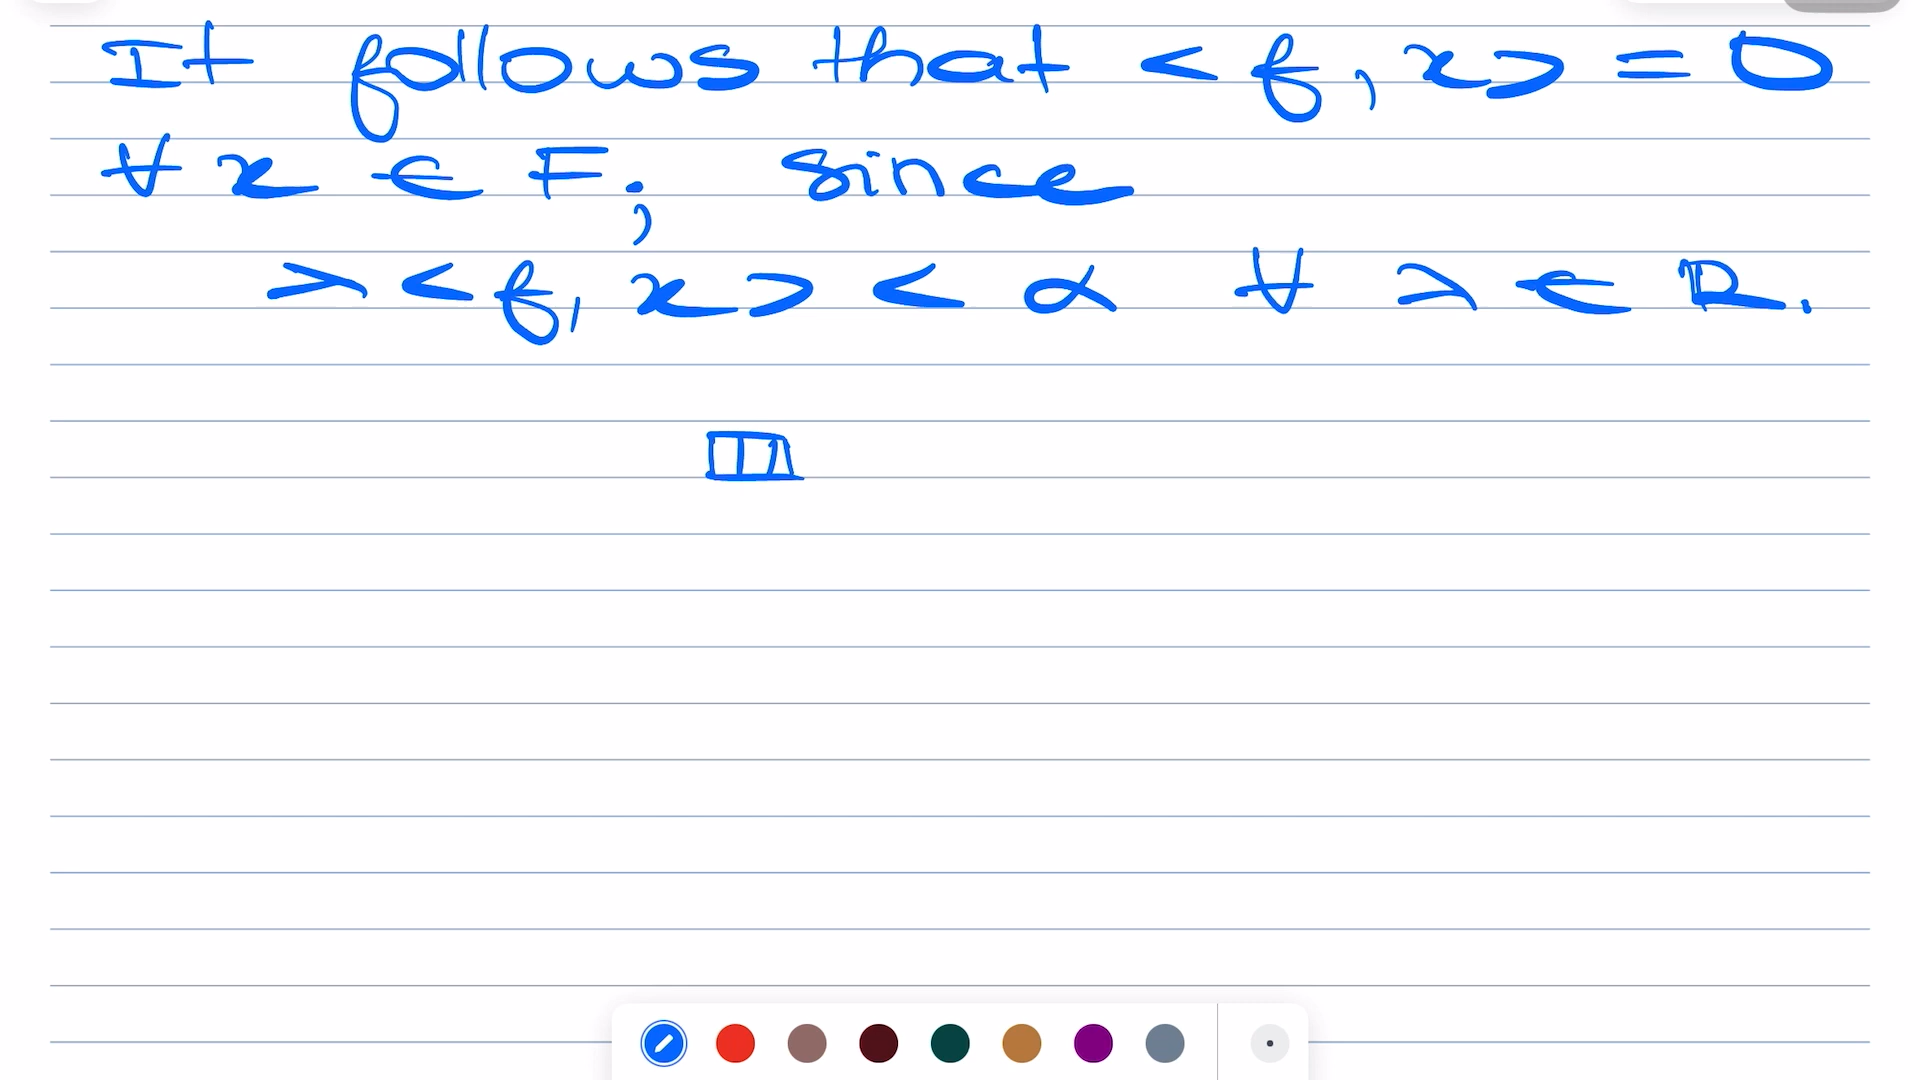 It follows that <f, x> = 0
∀ x ∈ F; since
λ <f, x> < α ∀ λ ∈ R.